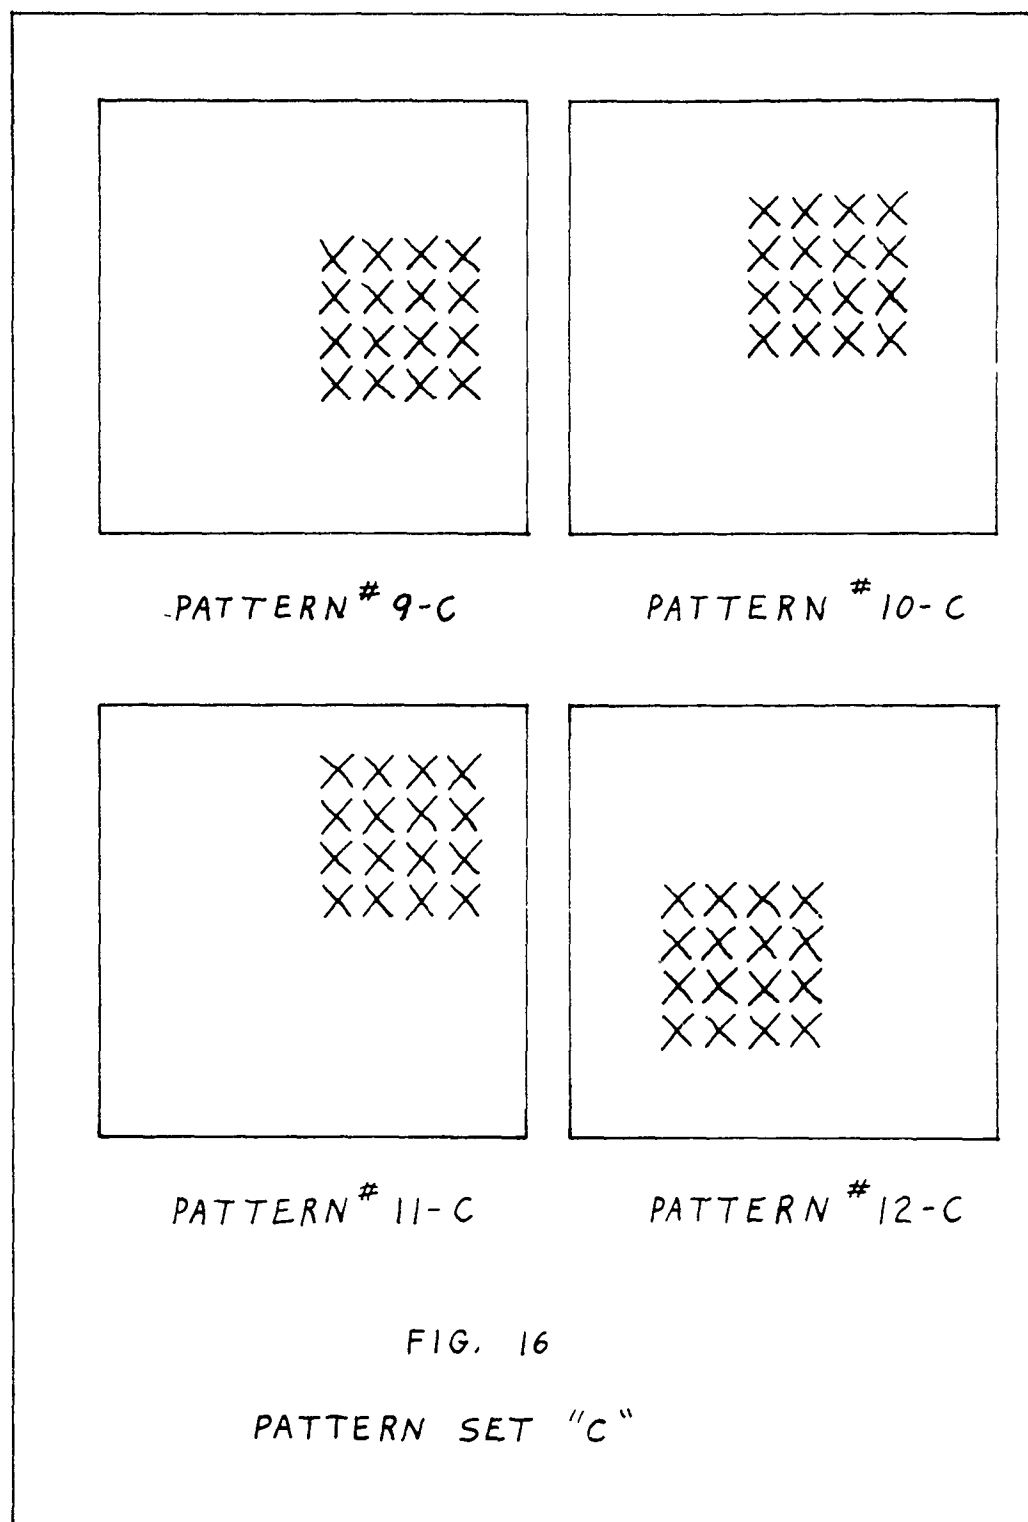 PATTERN # 9-C
PATTERN # 10-C
PATTERN # 11-C
PATTERN # 12-C
FIG. 16
PATTERN SET "C"